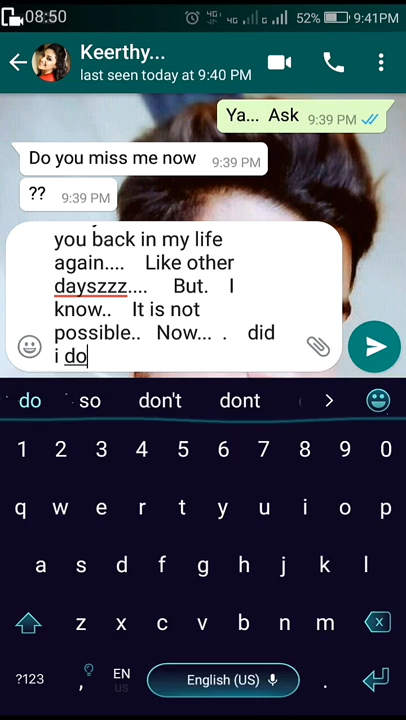 08:50 4G 4G G 52% 9:41PM
Keerthy...
last seen today at 9:40 PM
Ya... Ask 9:39 PM
Do you miss me now 9:39 PM
?? 9:39 PM
you back in my life
again.... Like other
dayszzz.... But. I
know.. It is not
possible.. Now... . did
i do
do so don't dont
1 2 3 4 5 6 7 8 9 0
q w e r t y u i o p
a s d f g h j k l
z x c v b n m
?123 , EN us English (US) .